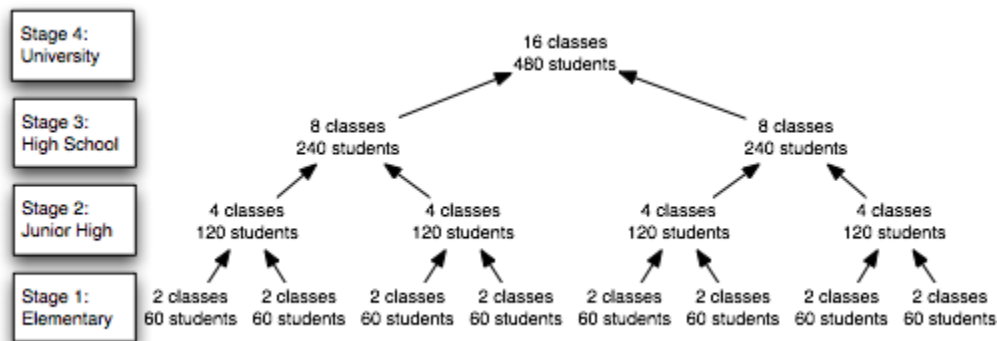 Stage 4:
University
16 classes
480 students
Stage 3:
High School
8 classes
240 students
8 classes
240 students
Stage 2:
Junior High
4 classes
120 students
4 classes
120 students
4 classes
120 students
4 classes
120 students
Stage 1:
Elementary
2 classes
60 students
2 classes
60 students
2 classes
60 students
2 classes
60 students
2 classes
60 students
2 classes
60 students
2 classes
60 students
2 classes
60 students